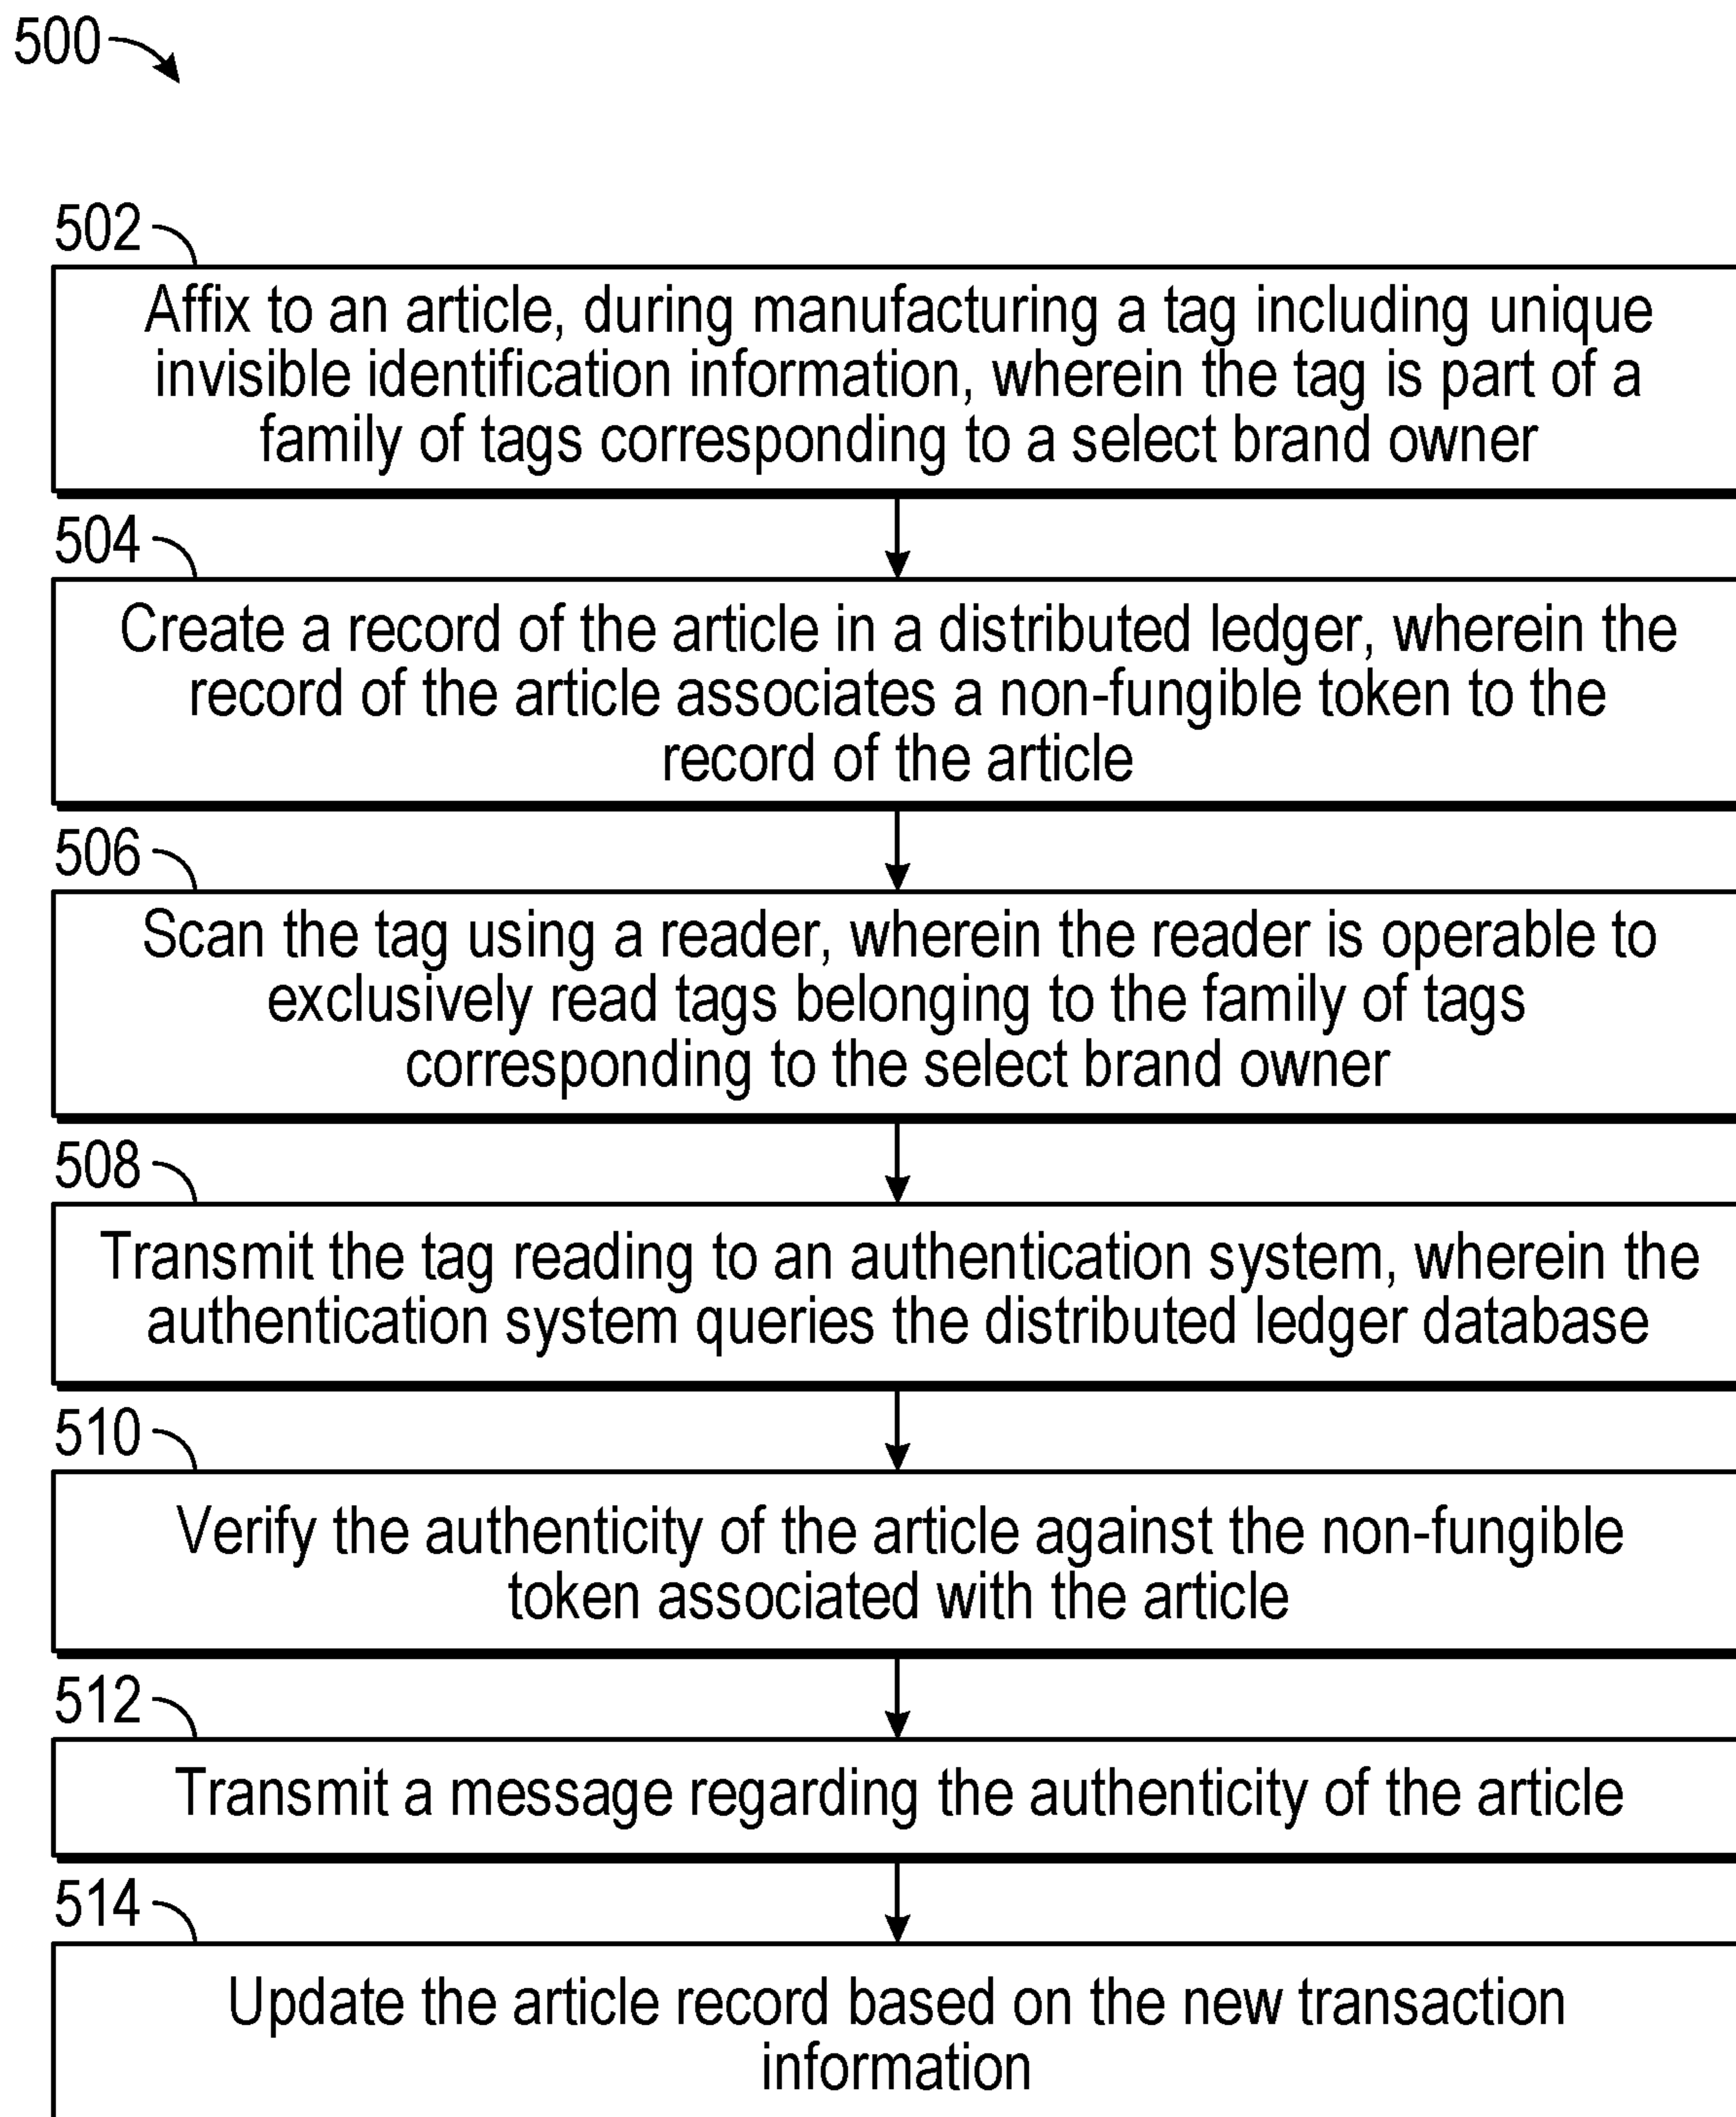 500
502
Affix to an article, during manufacturing a tag including unique
invisible identification information, wherein the tag is part of a
family of tags corresponding to a select brand owner
504
Create a record of the article in a distributed ledger, wherein the
record of the article associates a non-fungible token to the
record of the article
506
Scan the tag using a reader, wherein the reader is operable to
exclusively read tags belonging to the family of tags
corresponding to the select brand owner
508
Transmit the tag reading to an authentication system, wherein the
authentication system queries the distributed ledger database
510
Verify the authenticity of the article against the non-fungible
token associated with the article
512
Transmit a message regarding the authenticity of the article
514
Update the article record based on the new transaction
information